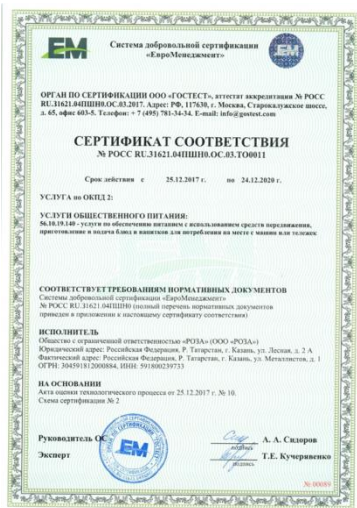 ЕМ
Система добровольной сертификации
«ЕвроМенеджмент»
ЕМ
ОРГАН ПО СЕРТИФИКАЦИИ ООО «ГОСТЕСТ», аттестат аккредитации № РОСС
RU.31621.04ПШН0.ОС.03.2017. Адрес: РФ, 117630, г. Москва, Старокалужское шоссе,
д. 65, офис 603-5. Телефон: + 7 (495) 781-34-34. E-mail: info@gostest.com
СЕРТИФИКАТ СООТВЕТСТВИЯ
№ РОСС RU.31621.04ПШН0.ОС.03.ТО0011
Срок действия с 25.12.2017 г. по 24.12.2020 г.
УСЛУГА по ОКПД 2:
УСЛУГИ ОБЩЕСТВЕННОГО ПИТАНИЯ:
56.10.19.140 - услуги по обеспечению питанием с использованием средств передвижения,
приготовление и подача блюд и напитков для потребления на месте с машин или тележек
СООТВЕТСТВУЕТ ТРЕБОВАНИЯМ НОРМАТИВНЫХ ДОКУМЕНТОВ
Системы добровольной сертификации «ЕвроМенеджмент»
№ РОСС RU.31621.04ПШН0 (полный перечень нормативных документов
приведен в приложении к настоящему сертификату соответствия)
ИСПОЛНИТЕЛЬ
Общество с ограниченной ответственностью «РОЗА» (ООО «РОЗА»)
Юридический адрес: Российская Федерация, Р. Татарстан, г. Казань, ул. Лесная, д. 2 А
Фактический адрес: Российская Федерация, Р. Татарстан, г. Казань, ул. Металлистов, д. 1
ОГРН: 304591812000884, ИНН: 591800239733
НА ОСНОВАНИИ
Акта оценки технологического процесса от 25.12.2017 г. № 10.
Схема сертификации № 2
Руководитель ОС А. А. Сидоров
подпись
Эксперт Т.Е. Кучерявенко
подпись
ЕМ
№ 00089